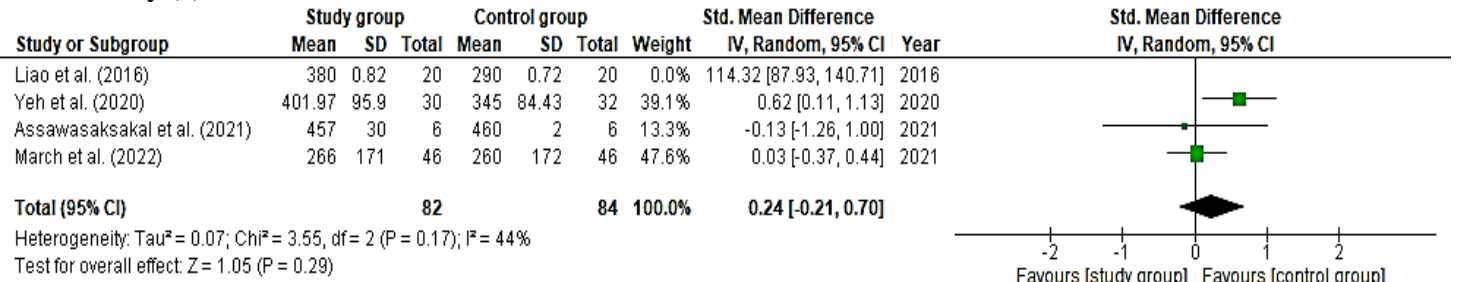 Study group Control group Std. Mean Difference Std. Mean Difference
Study or Subgroup Mean SD Total Mean SD Total Weight IV, Random, 95% CI Year IV, Random, 95% CI
Liao et al. (2016) 380 0.82 20 290 0.72 20 0.0% 114.32 [87.93, 140.71] 2016
Yeh et al. (2020) 401.97 95.9 30 345 84.43 32 39.1% 0.62 [0.11, 1.13] 2020
Assawasaksakal et al. (2021) 457 30 6 460 2 6 13.3% -0.13 [-1.26, 1.00] 2021
March et al. (2022) 266 171 46 260 172 46 47.6% 0.03 [-0.37, 0.44] 2021
Total (95% CI) 82 84 100.0% 0.24 [-0.21, 0.70]
Heterogeneity: Tau² = 0.07; Chi² = 3.55, df = 2 (P = 0.17); I² = 44%
Test for overall effect: Z = 1.05 (P = 0.29)
-2 -1 0 1 2
Favours [study group] Favours [control group]